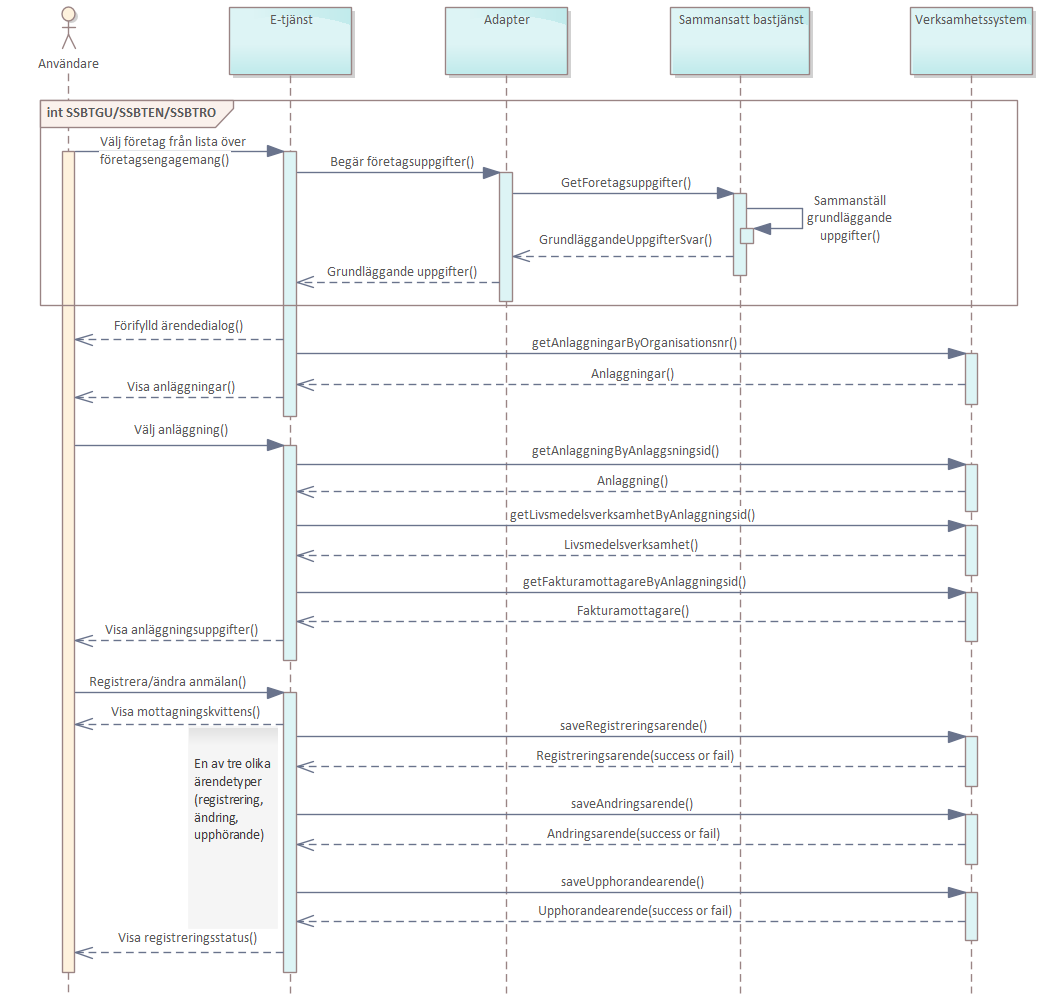 Användare
E-tjänst
Adapter
Sammansatt bastjänst
Verksamhetssystem
int SSBTGU/SSBTEN/SSBTRO
Välj företag från lista över
företagsengagemang()
Begär företagsuppgifter()
GetForetagsuppgifter()
Sammanställ
grundläggande
uppgifter()
GrundläggandeUppgifterSvar()
Grundläggande uppgifter()
Förifylld ärendedialog()
getAnlaggningarByOrganisationsnr()
Anlaggningar()
Visa anläggningar()
Välj anläggning()
getAnlaggningByAnlaggsningsid()
Anlaggning()
getLivsmedelsverksamhetByAnlaggningsid()
Livsmedelsverksamhet()
getFakturamottagareByAnlaggningsid()
Fakturamottagare()
Visa anläggningsuppgifter()
Registrera/ändra anmälan()
Visa mottagningskvittens()
saveRegistreringsarende()
Registreringsarende(success or fail)
En av tre olika
ärendetyper
(registrering,
ändring,
upphörande)
saveAndringsarende()
Andringsarende(success or fail)
saveUpphorandearende()
Upphorandearende(success or fail)
Visa registreringsstatus()